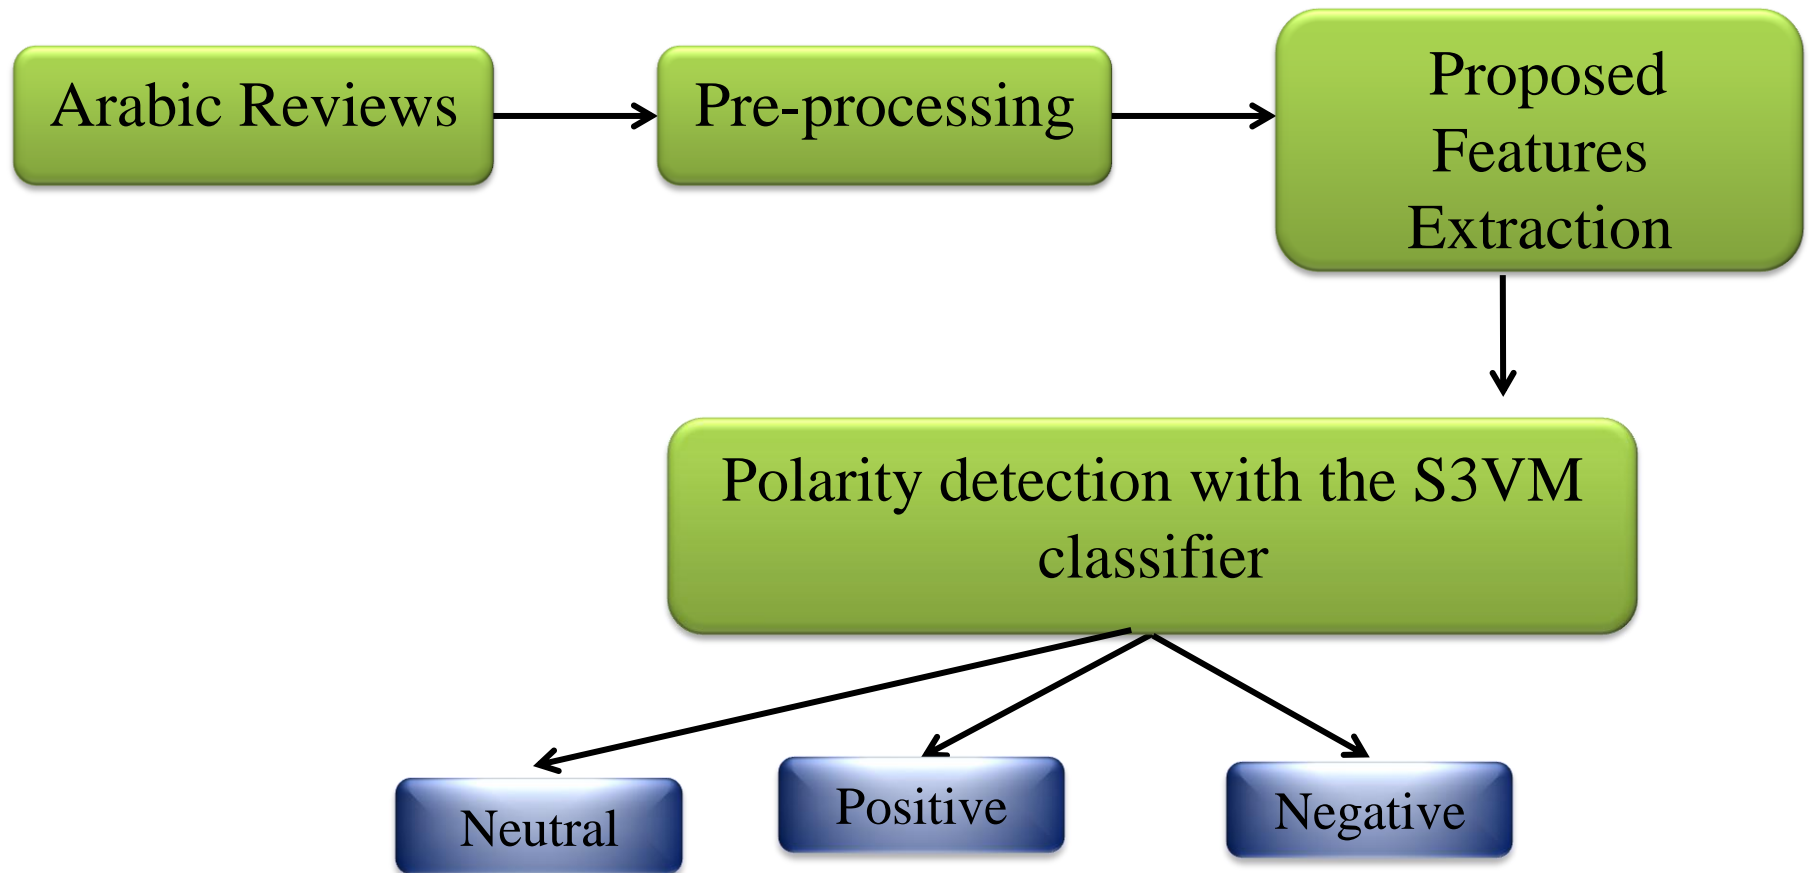 Arabic Reviews
Pre-processing
Proposed
Features
Extraction
Polarity detection with the S3VM
classifier
Neutral
Positive
Negative